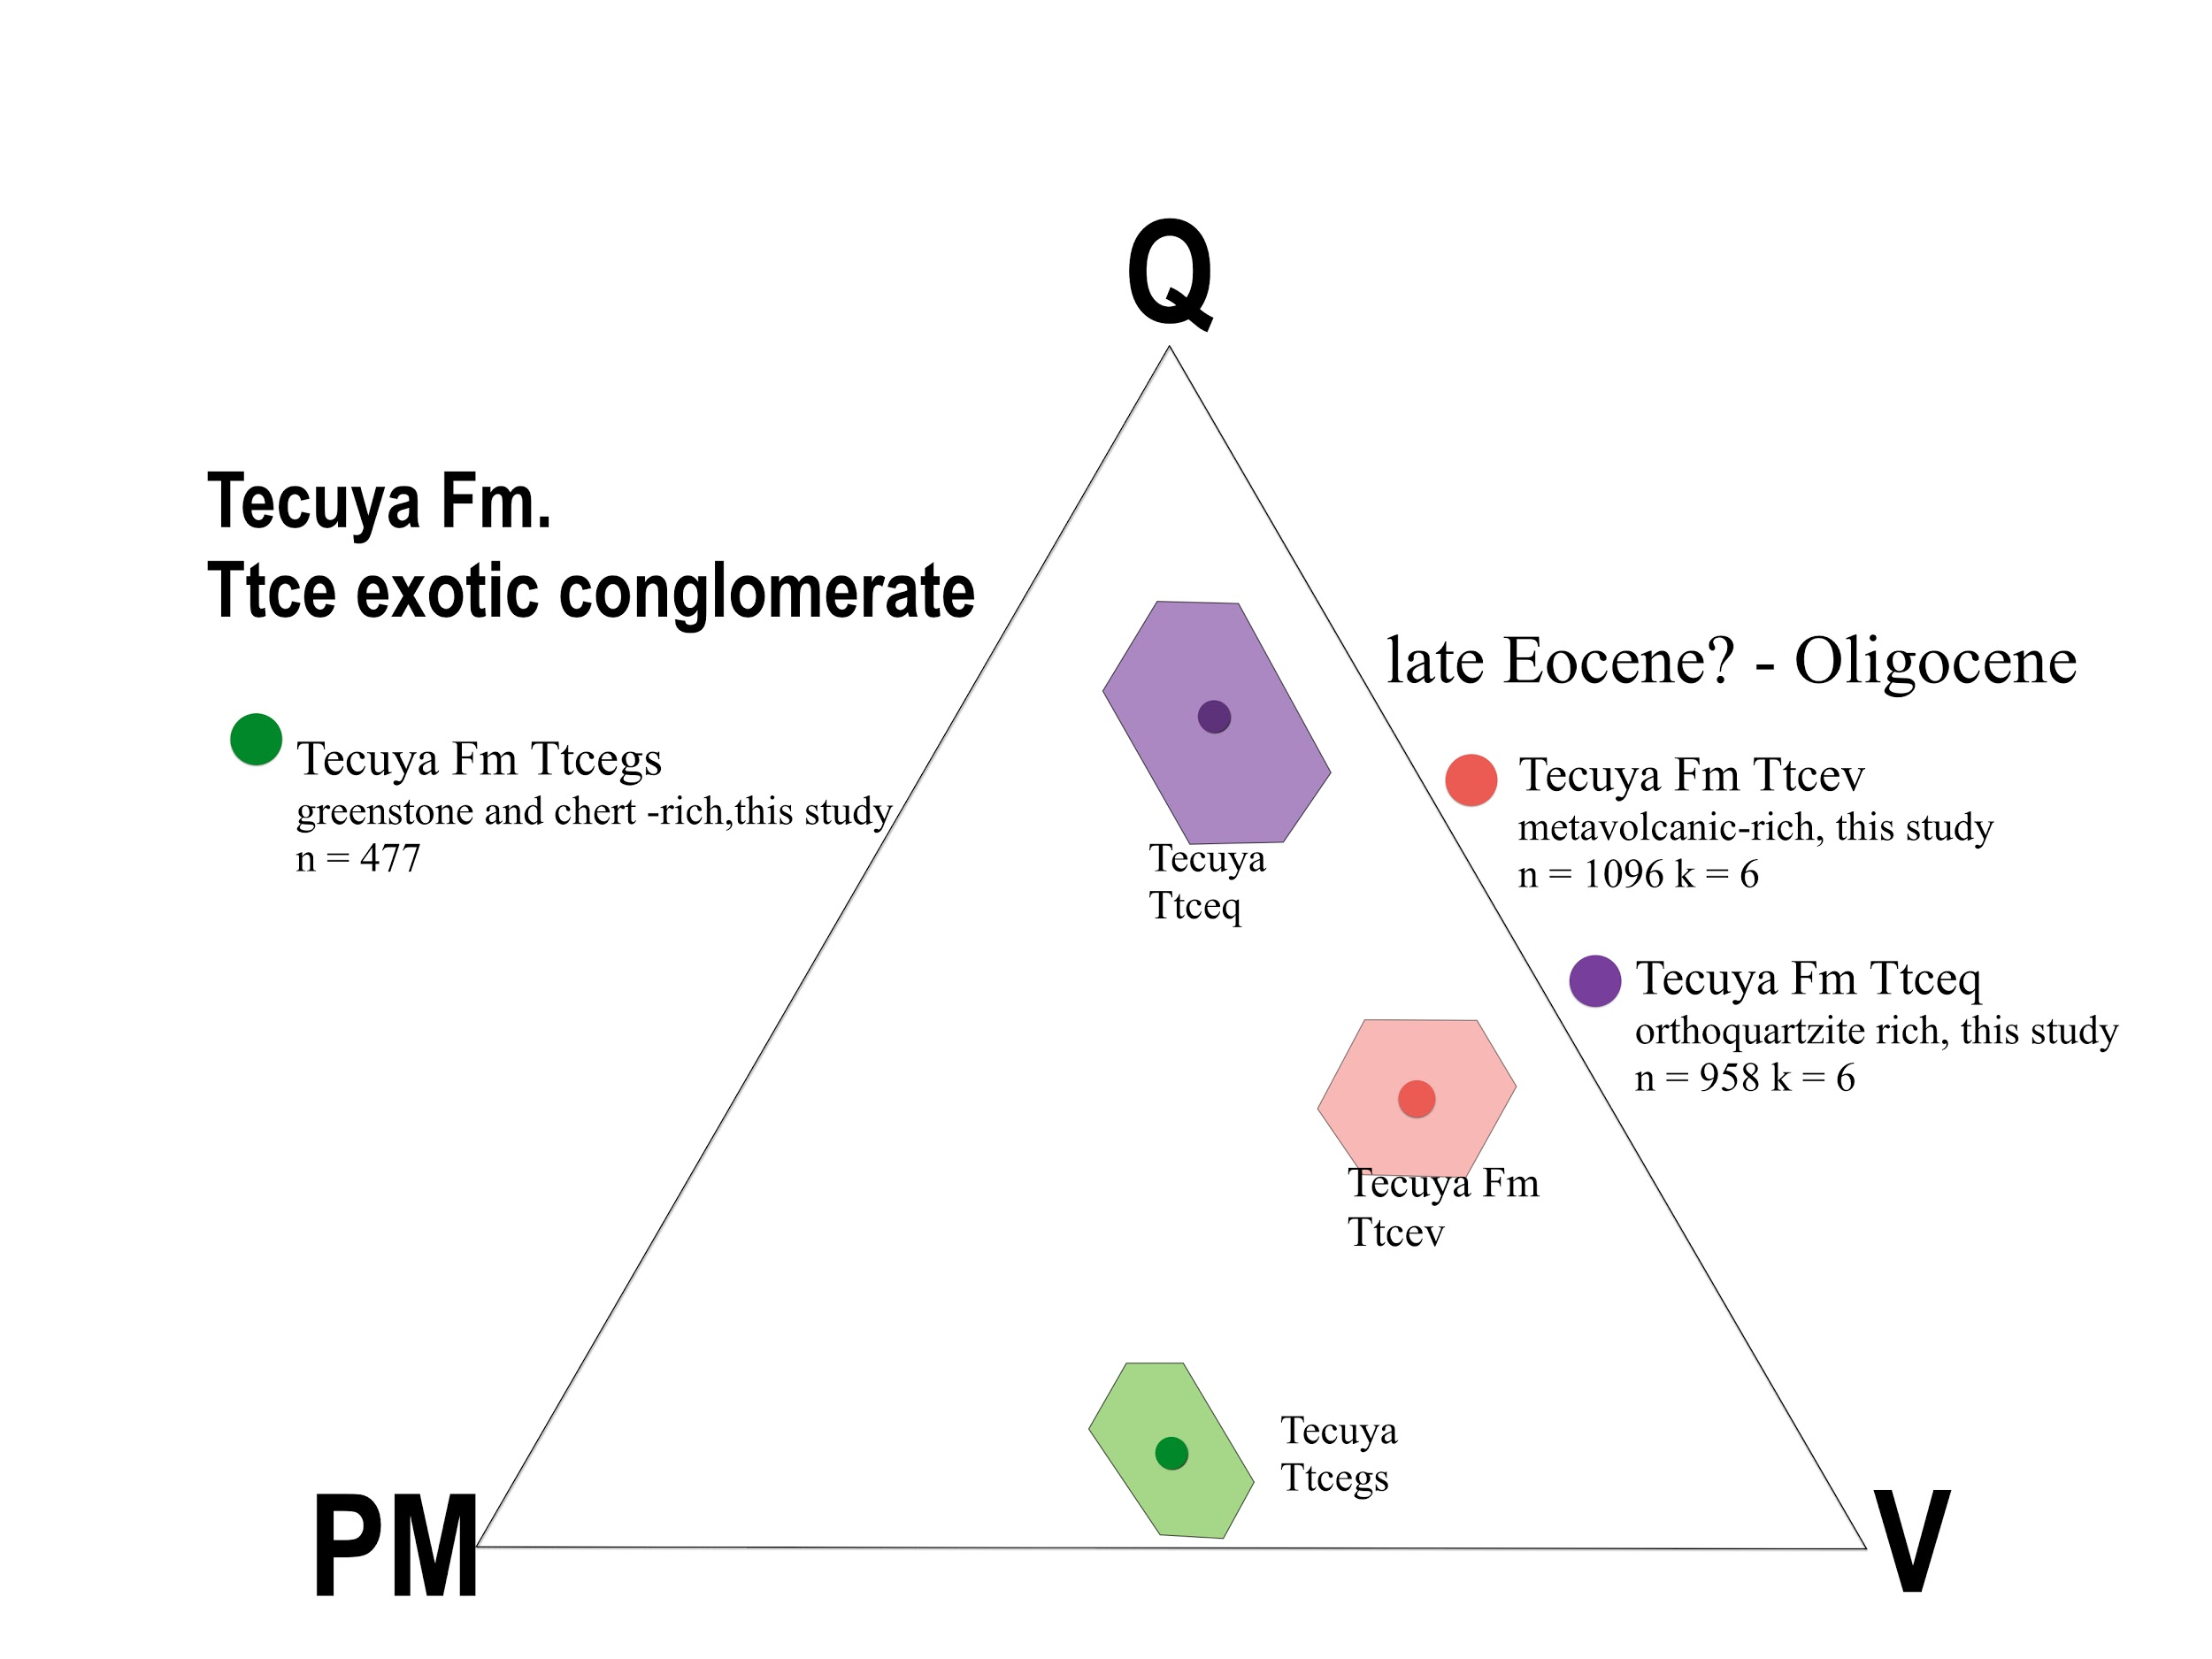 Q
Tecuya Fm.
Ttce exotic conglomerate
late Eocene? - Oligocene
Tecuya Fm Ttcegs
greenstone and chert -rich,this study
n = 477
Tecuya Fm Ttcev
metavolcanic-rich, this study
n = 1096 k = 6
Tecuya
Ttceq
Tecuya Fm Ttceq
orthoquartzite rich, this study
n = 958 k = 6
Tecuya Fm
Ttcev
Tecuya
Ttcegs
PM
V